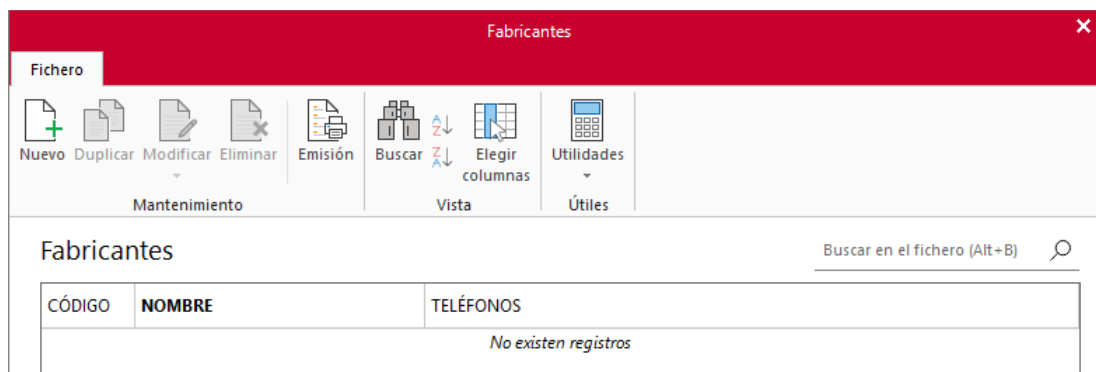 Fabricantes
Fichero
Nuevo Duplicar Modificar Eliminar Emisión Buscar Elegir columnas Utilidades
Mantenimiento Vista Útiles
Fabricantes Buscar en el fichero (Alt+B)
CÓDIGO NOMBRE TELÉFONOS
No existen registros